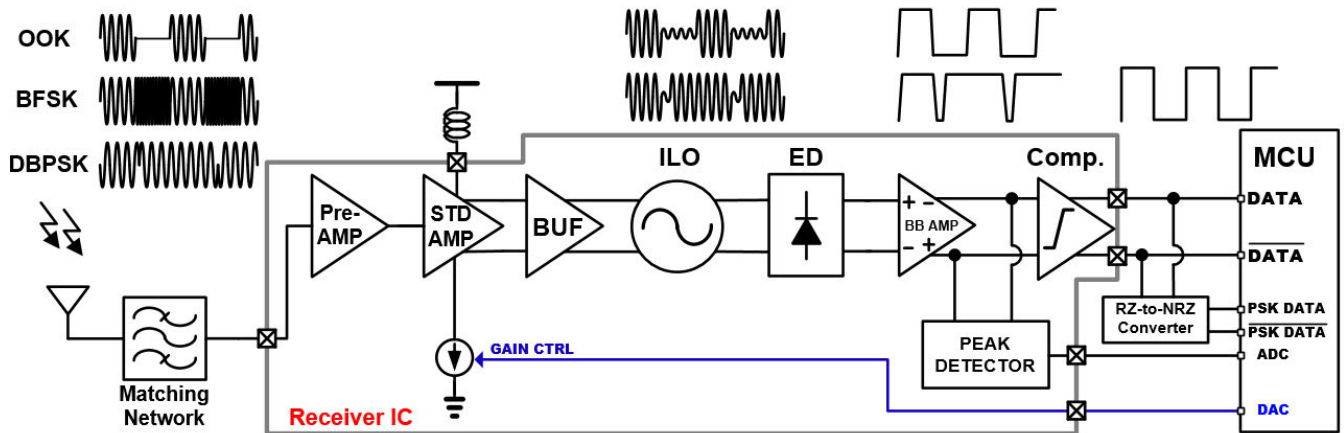 OOK
BFSK
DBPSK
ILO
ED
Comp.
MCU
Pre-
AMP
STD
AMP
BUF
+ -
BB AMP
- +
DATA
DATA
RZ-to-NRZ
Converter
PSK DATA
PSK DATA
PEAK
DETECTOR
ADC
GAIN CTRL
DAC
Matching
Network
Receiver IC